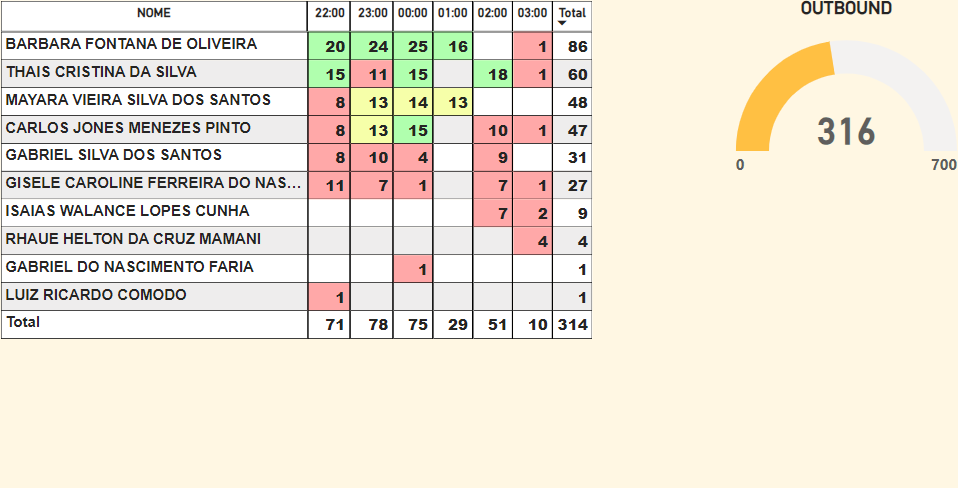 NOME 22:00 23:00 00:00 01:00 02:00 03:00 Total
BARBARA FONTANA DE OLIVEIRA 20 24 25 16 1 86
THAIS CRISTINA DA SILVA 15 11 15 18 1 60
MAYARA VIEIRA SILVA DOS SANTOS 8 13 14 13 48
CARLOS JONES MENEZES PINTO 8 13 15 10 1 47
GABRIEL SILVA DOS SANTOS 8 10 4 9 31
GISELE CAROLINE FERREIRA DO NAS... 11 7 1 7 1 27
ISAIAS WALANCE LOPES CUNHA 7 2 9
RHAUE HELTON DA CRUZ MAMANI 4 4
GABRIEL DO NASCIMENTO FARIA 1 1
LUIZ RICARDO COMODO 1 1
Total 71 78 75 29 51 10 314
OUTBOUND
316
0 700